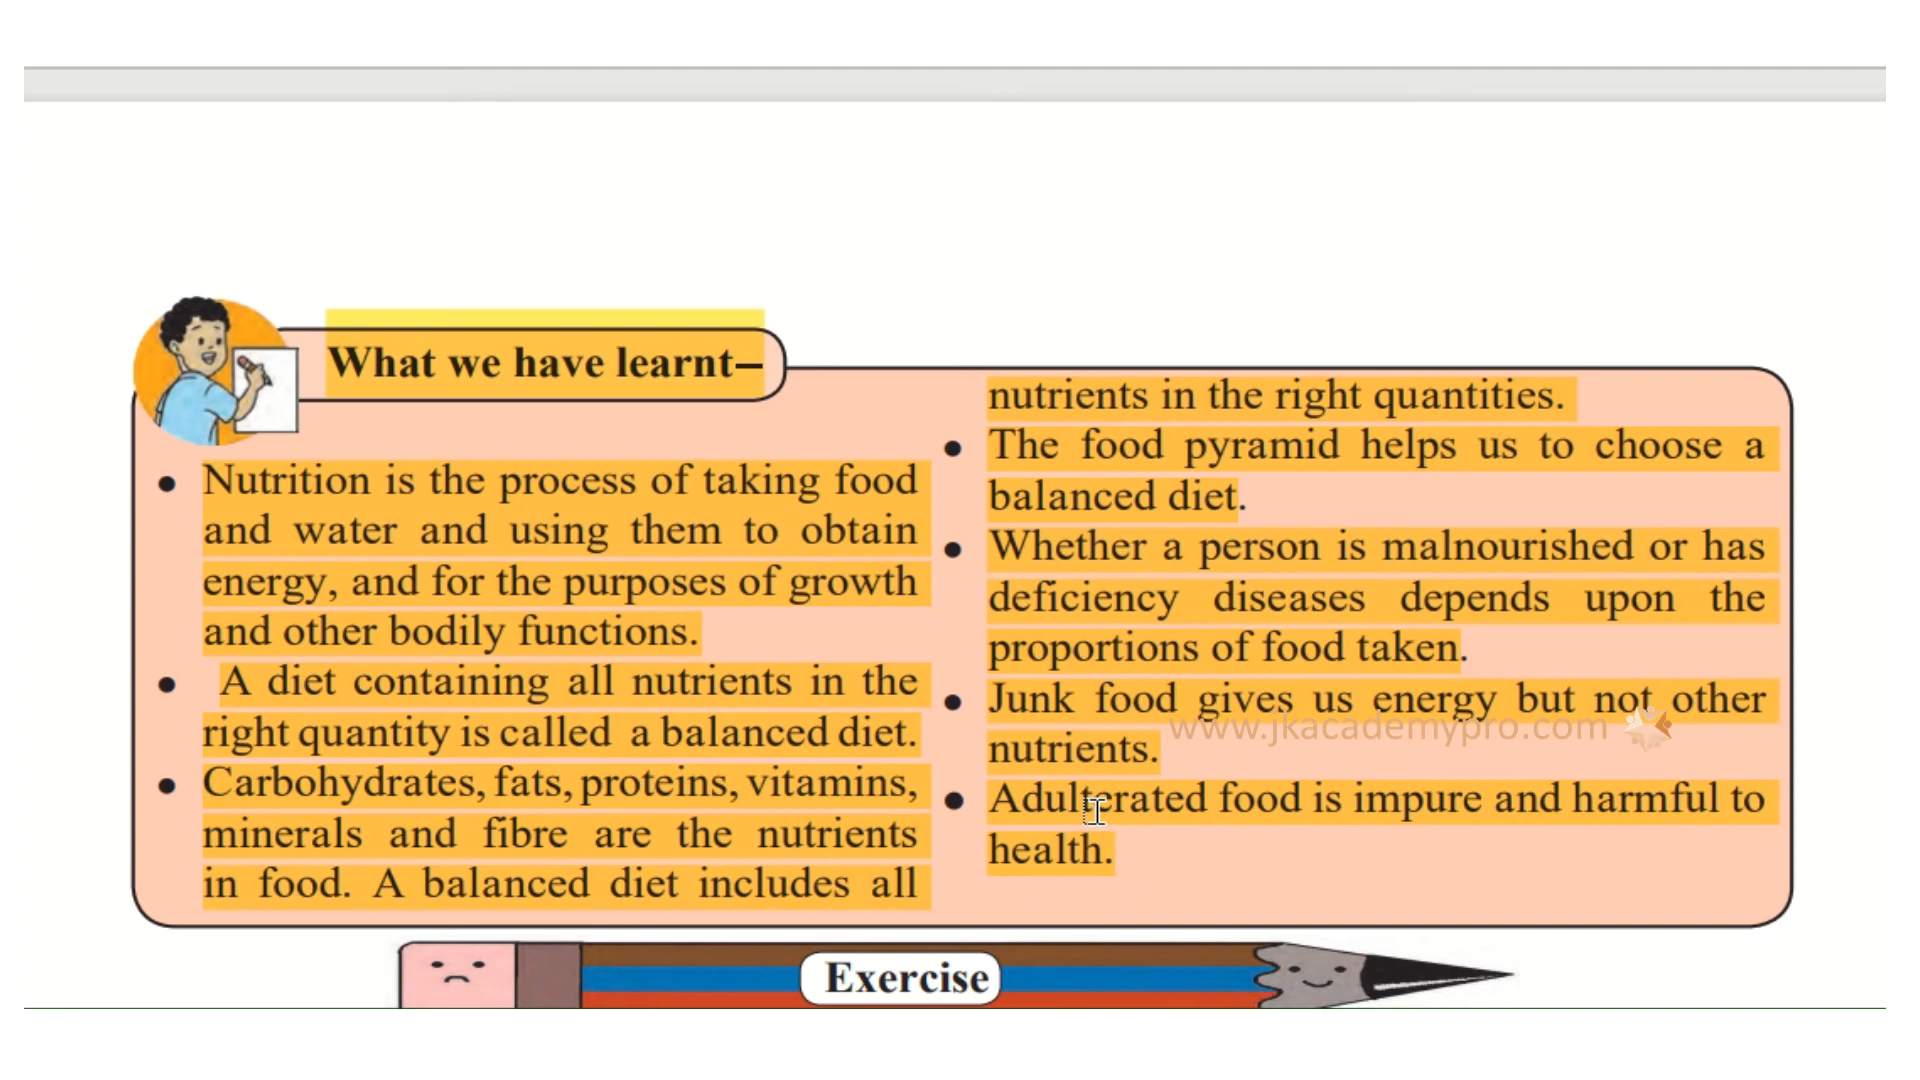 What we have learnt–
• Nutrition is the process of taking food
and water and using them to obtain
energy, and for the purposes of growth
and other bodily functions.
• A diet containing all nutrients in the
right quantity is called a balanced diet.
• Carbohydrates, fats, proteins, vitamins,
minerals and fibre are the nutrients
in food. A balanced diet includes all
nutrients in the right quantities.
• The food pyramid helps us to choose a
balanced diet.
• Whether a person is malnourished or has
deficiency diseases depends upon the
proportions of food taken.
• Junk food gives us energy but not other
nutrients.
• Adulterated food is impure and harmful to
health.
www.jkacademypro.com
Exercise